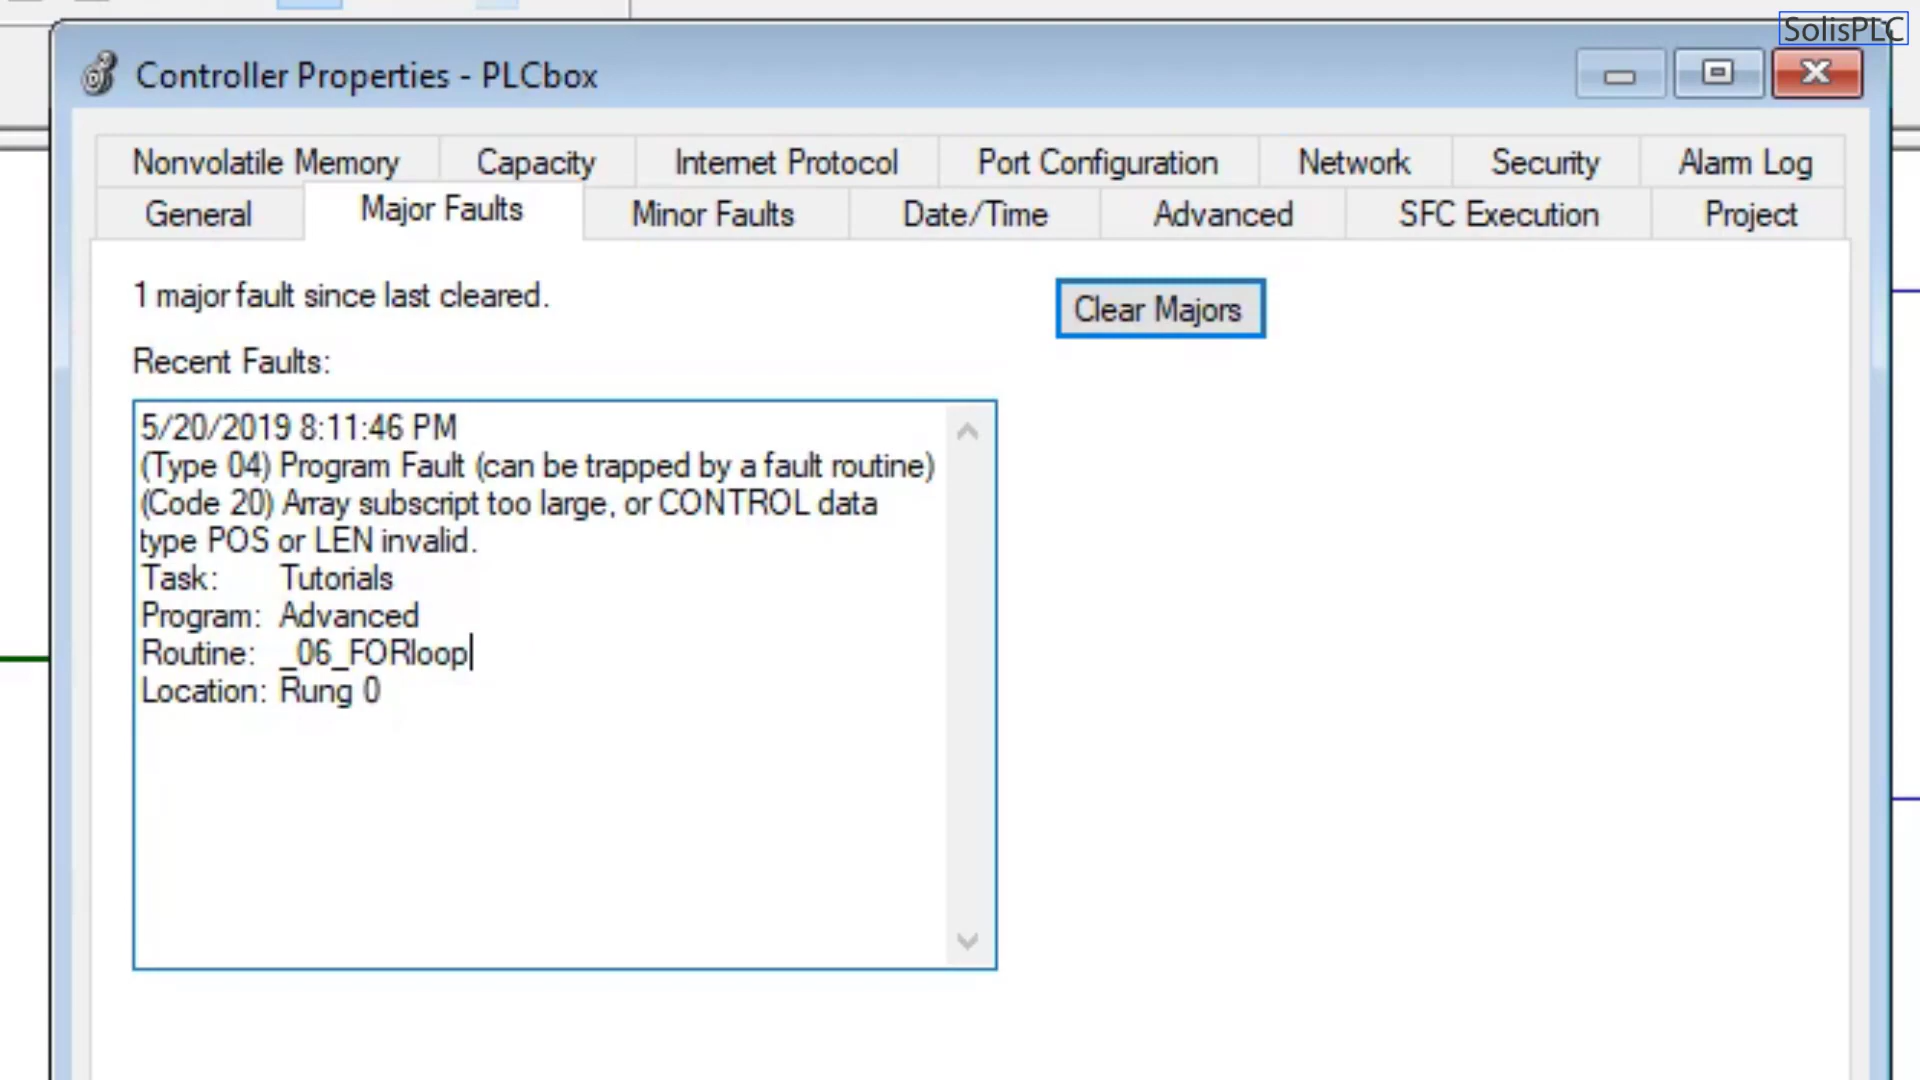 SolisPLC
Controller Properties - PLCbox
Nonvolatile Memory Capacity Internet Protocol Port Configuration Network Security Alarm Log
General Major Faults Minor Faults Date/Time Advanced SFC Execution Project
1 major fault since last cleared.
Clear Majors
Recent Faults:
5/20/2019 8:11:46 PM
(Type 04) Program Fault (can be trapped by a fault routine)
(Code 20) Array subscript too large, or CONTROL data
type POS or LEN invalid.
Task: Tutorials
Program: Advanced
Routine: _06_FORloop
Location: Rung 0